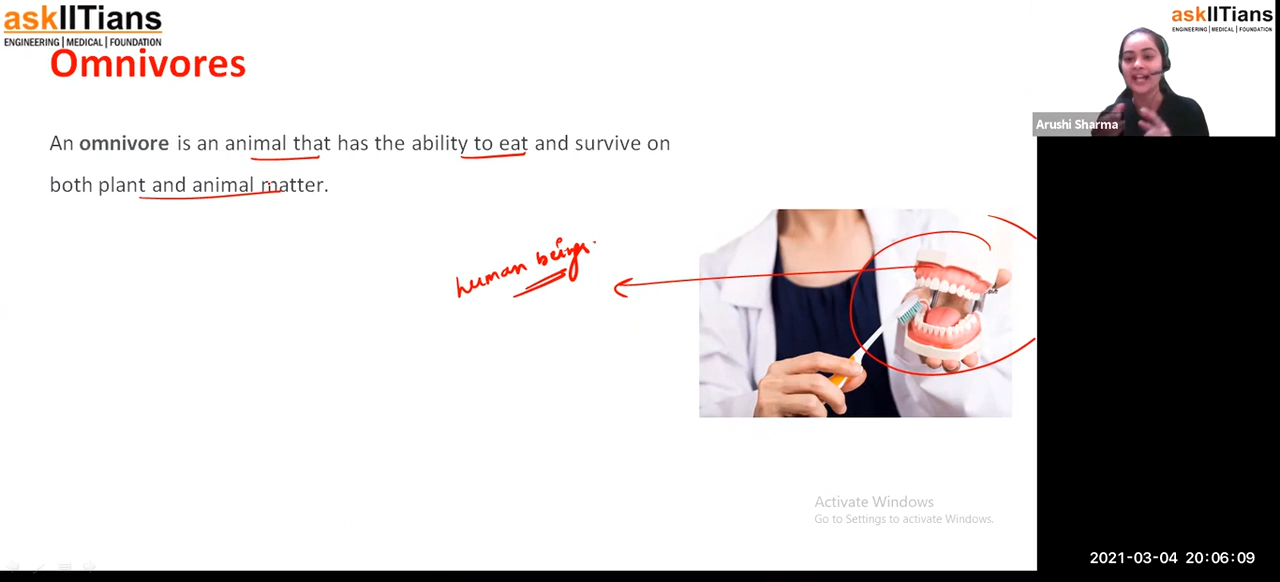 askIITians
ENGINEERING | MEDICAL | FOUNDATION
Omnivores
An omnivore is an animal that has the ability to eat and survive on
both plant and animal matter.
human beings.
askIITians
ENGINEERING | MEDICAL | FOUNDATION
Arushi Sharma
Activate Windows
Go to Settings to activate Windows.
2021-03-04 20:06:09